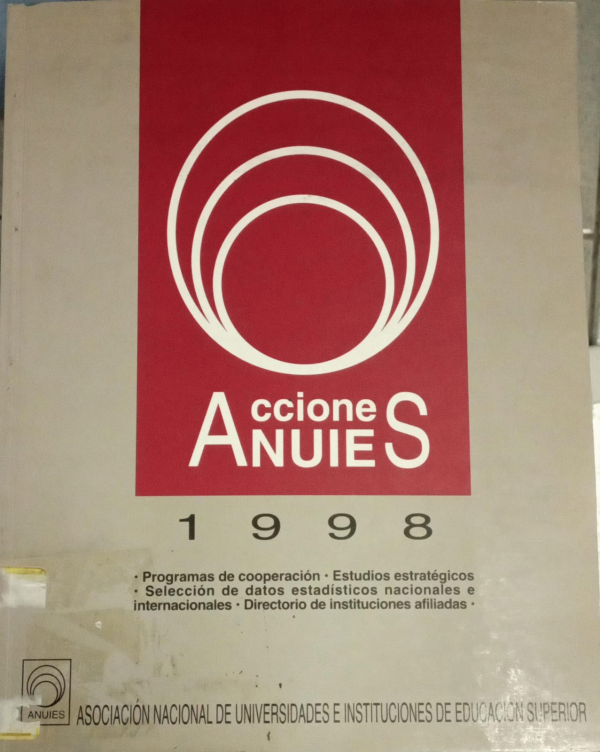 Acciones
ANUIES
1998
· Programas de cooperación · Estudios estratégicos
· Selección de datos estadísticos nacionales e
internacionales · Directorio de instituciones afiliadas ·
ANUIES
ASOCIACIÓN NACIONAL DE UNIVERSIDADES E INSTITUCIONES DE EDUCACIÓN SUPERIOR